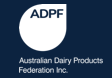 ADPF
Australian Dairy Products
Federation Inc.